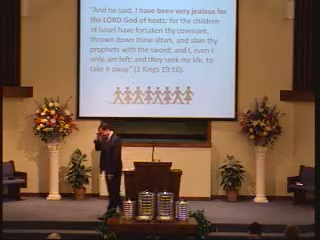 "And he said, I have been very jealous for
the LORD God of hosts: for the children
of Israel have forsaken thy covenant,
thrown down thine altars, and slain thy
prophets with the sword; and I, even I
only, am left; and they seek my life, to
take it away." (1 Kings 19:10).